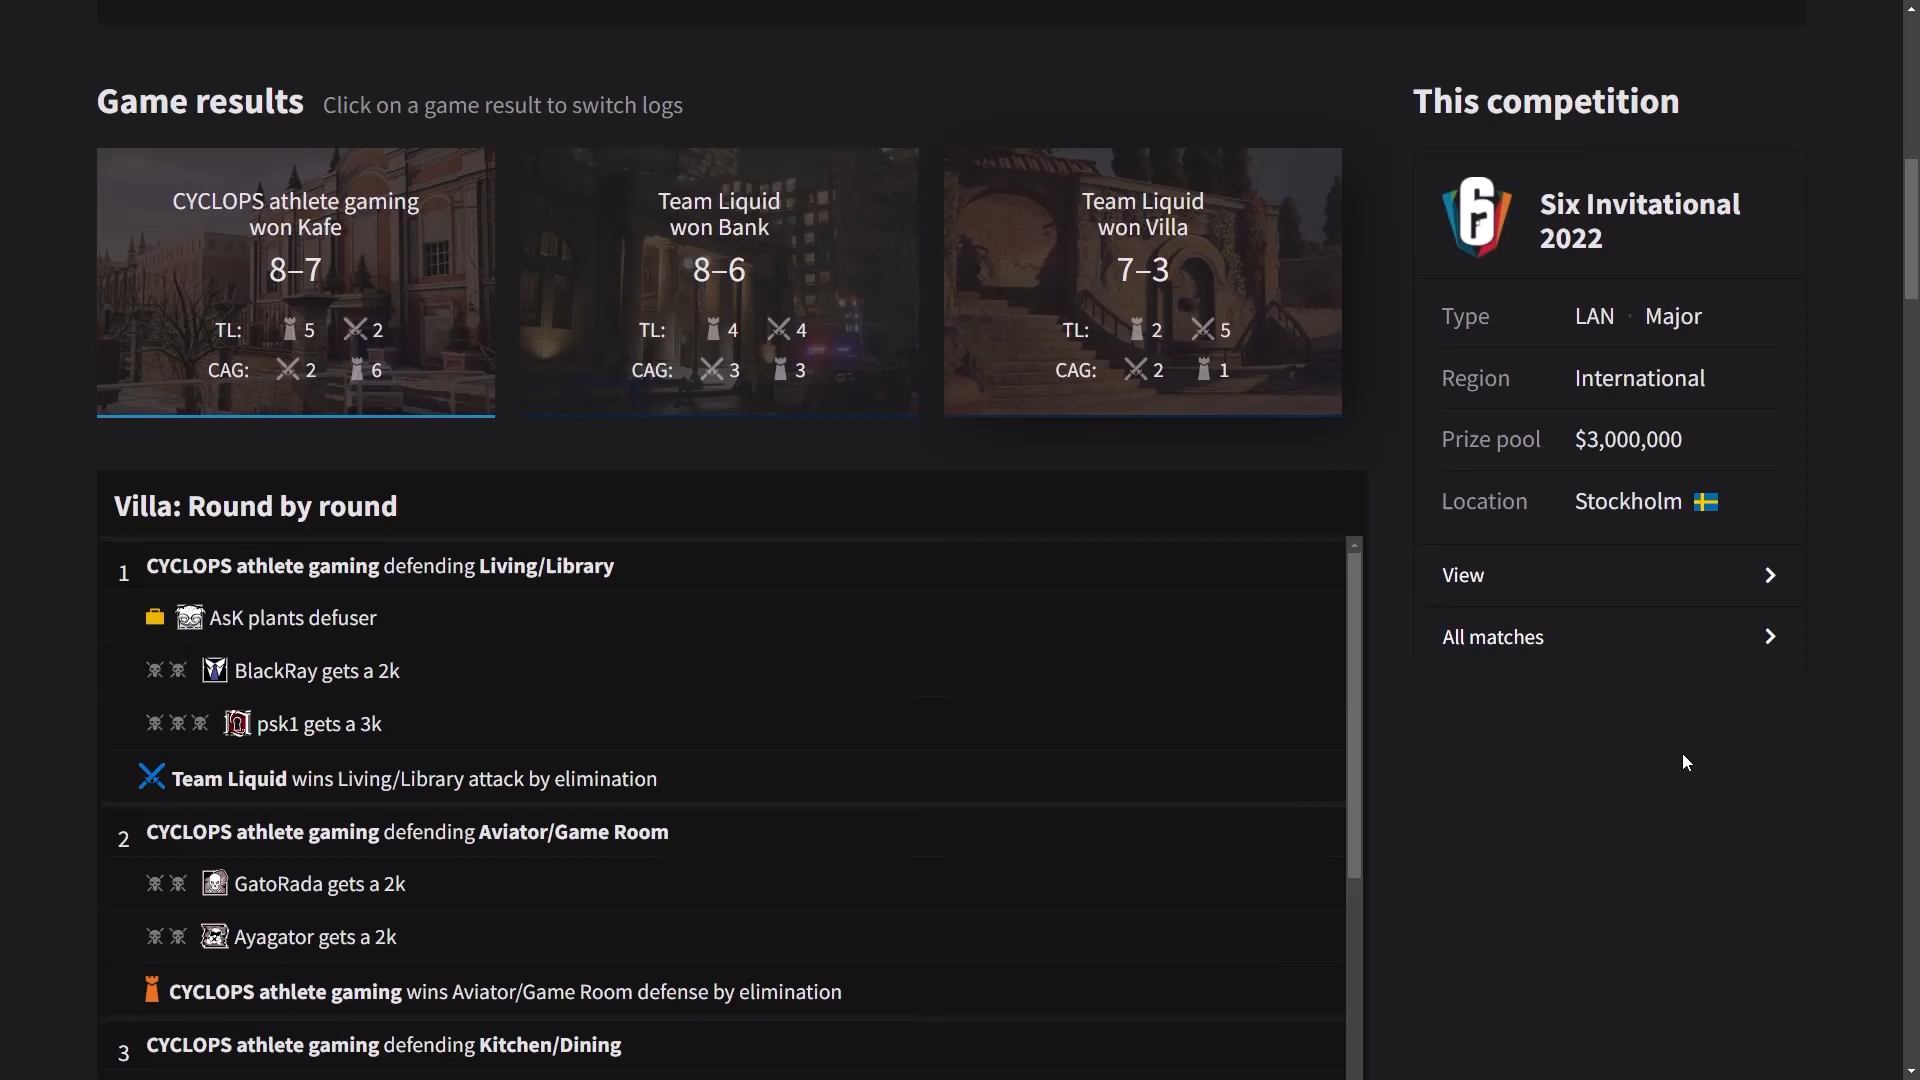 Game results Click on a game result to switch logs
This competition
CYCLOPS athlete gaming
won Kafe
8–7
TL: 5 2
CAG: 2 6
Team Liquid
won Bank
8–6
TL: 4 4
CAG: 3 3
Team Liquid
won Villa
7–3
TL: 2 5
CAG: 2 1
Six Invitational
2022
Type LAN · Major
Region International
Prize pool $3,000,000
Location Stockholm
View
All matches
Villa: Round by round
1 CYCLOPS athlete gaming defending Living/Library
AsK plants defuser
BlackRay gets a 2k
psk1 gets a 3k
Team Liquid wins Living/Library attack by elimination
2 CYCLOPS athlete gaming defending Aviator/Game Room
GatoRada gets a 2k
Ayagator gets a 2k
CYCLOPS athlete gaming wins Aviator/Game Room defense by elimination
3 CYCLOPS athlete gaming defending Kitchen/Dining